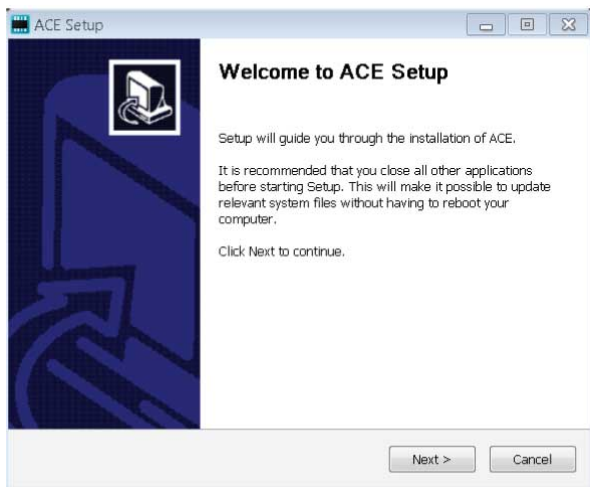 ACE Setup
Welcome to ACE Setup
Setup will guide you through the installation of ACE.
It is recommended that you close all other applications
before starting Setup. This will make it possible to update
relevant system files without having to reboot your
computer.
Click Next to continue.
Next >
Cancel